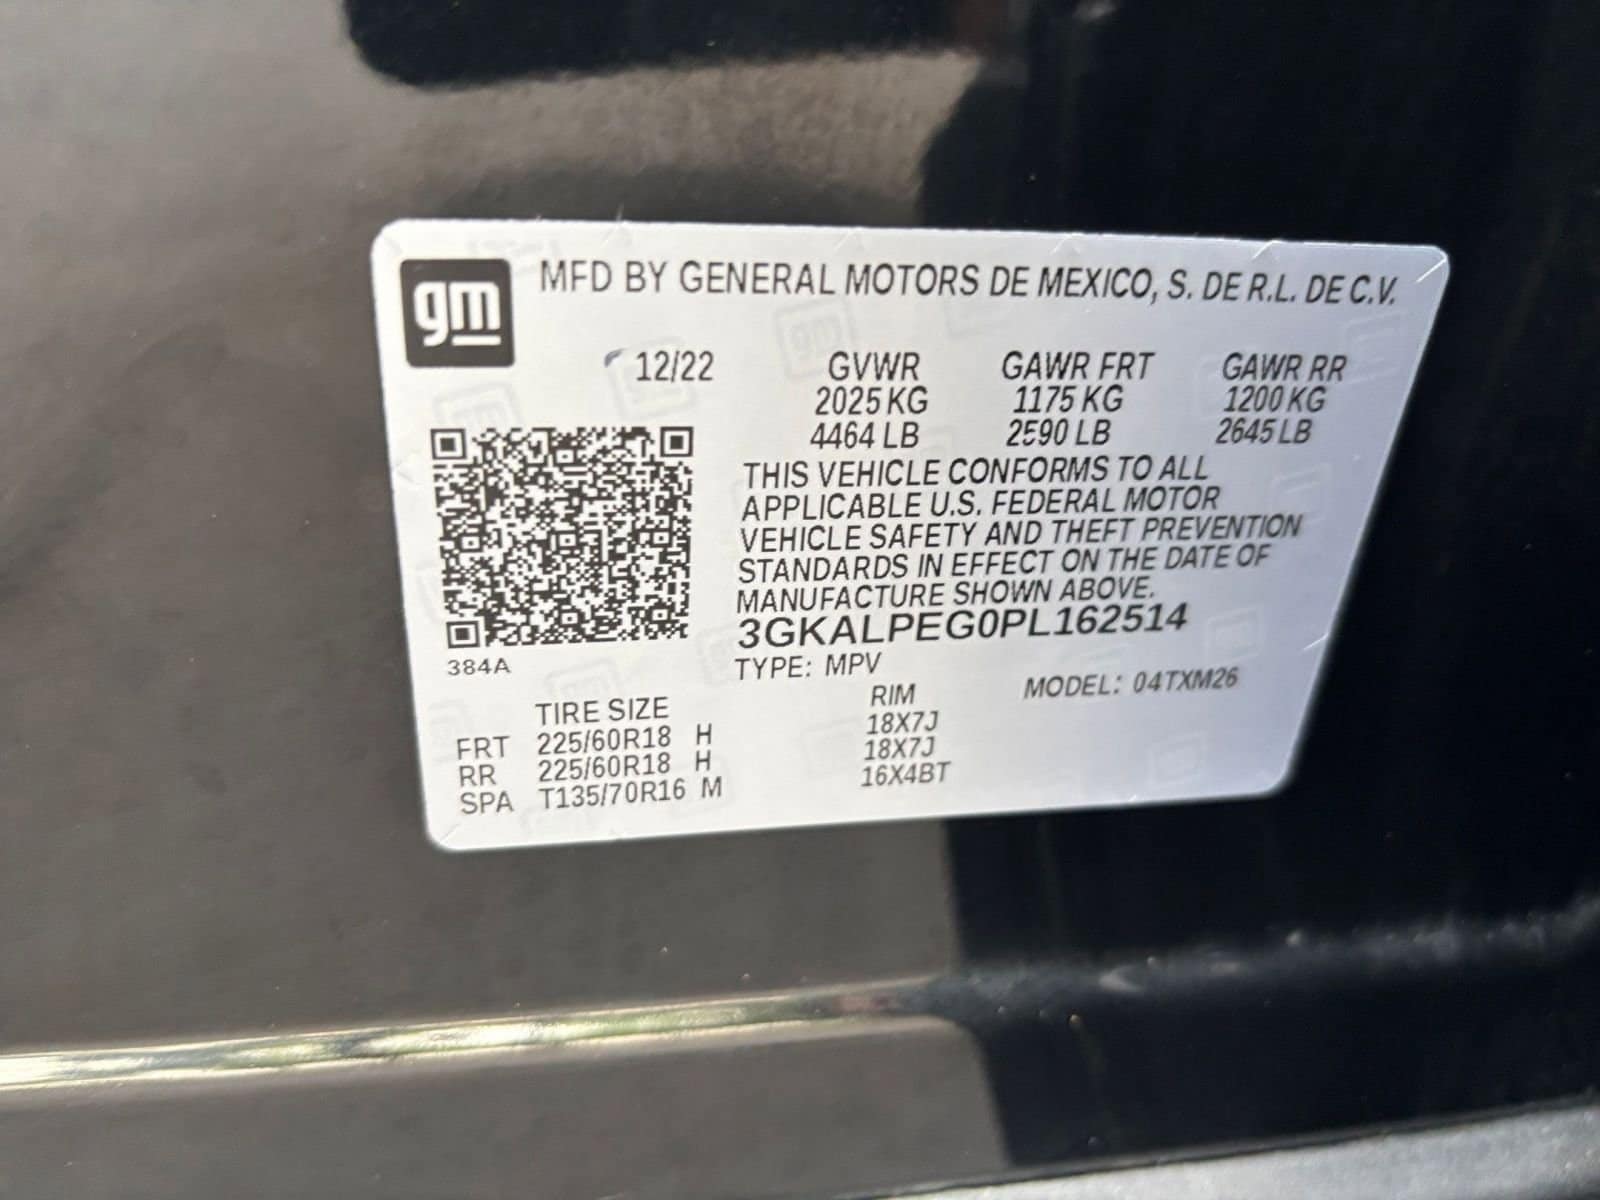 gm
MFD BY GENERAL MOTORS DE MEXICO, S. DE R.L. DE C.V.
12/22 GVWR GAWR FRT GAWR RR
2025 KG 1175 KG 1200 KG
4464 LB 2590 LB 2645 LB
THIS VEHICLE CONFORMS TO ALL
APPLICABLE U.S. FEDERAL MOTOR
VEHICLE SAFETY AND THEFT PREVENTION
STANDARDS IN EFFECT ON THE DATE OF
MANUFACTURE SHOWN ABOVE.
3GKALPEG0PL162514
384A
TYPE: MPV MODEL: 04TXM26
TIRE SIZE RIM
FRT 225/60R18 H 18X7J
RR 225/60R18 H 18X7J
SPA T135/70R16 M 16X4BT